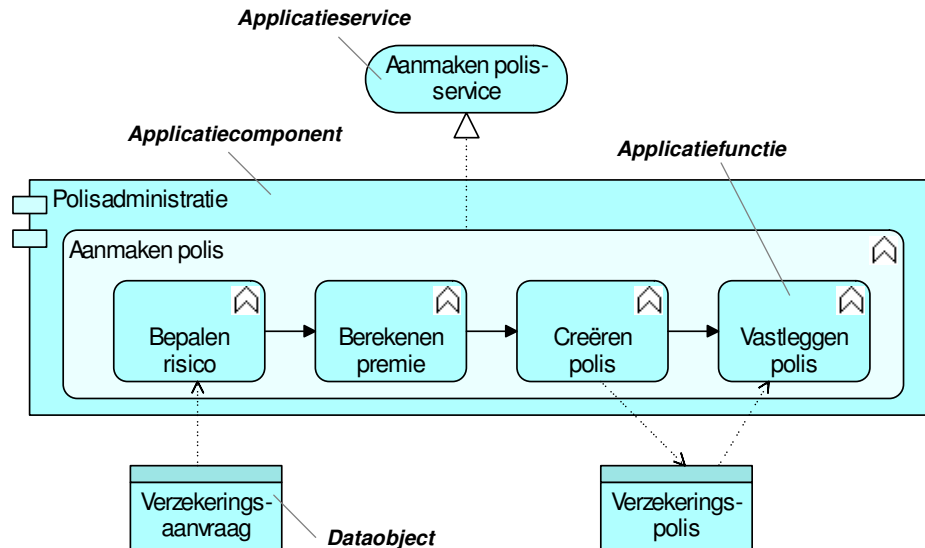 Applicatieservice
Aanmaken polis-
service
Applicatiecomponent
Applicatiefunctie
Polisadministratie
Aanmaken polis
Bepalen
risico
Berekenen
premie
Creëren
polis
Vastleggen
polis
Verzekerings-
aanvraag
Verzekerings-
polis
Dataobject